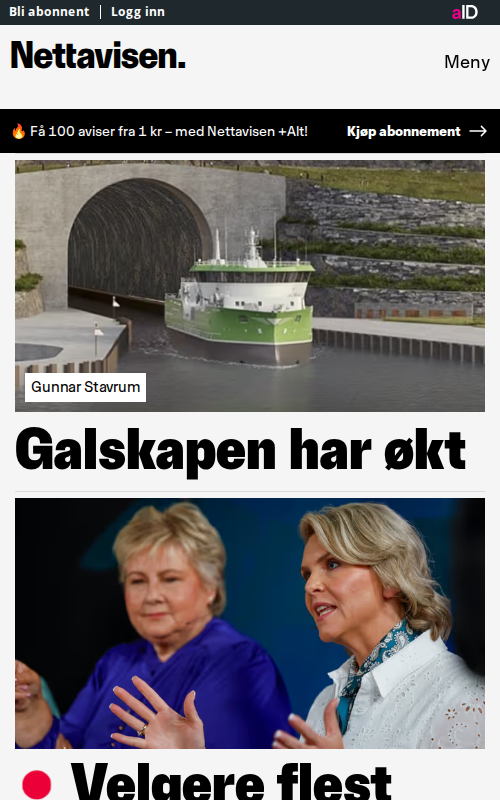 Bli abonnent
Logg inn
aID
Nettavisen.
Meny
Få 100 aviser fra 1 kr – med Nettavisen +Alt!
Kjøp abonnement
Gunnar Stavrum
Galskapen har økt
Velgere flest